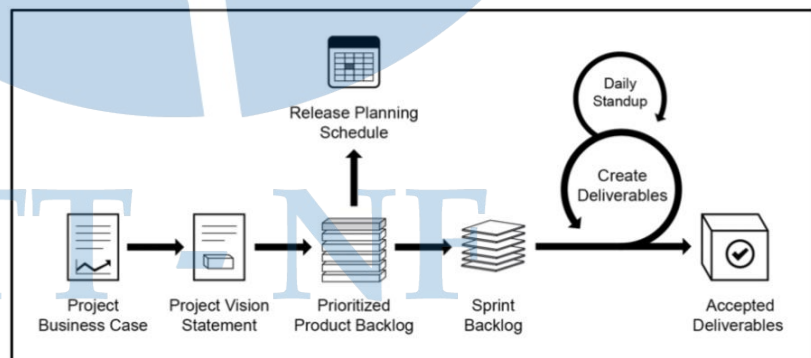 Release Planning
Schedule
Daily
Standup
Create
Deliverables
Project
Business Case
Project Vision
Statement
Prioritized
Product Backlog
Sprint
Backlog
Accepted
Deliverables
T - NF